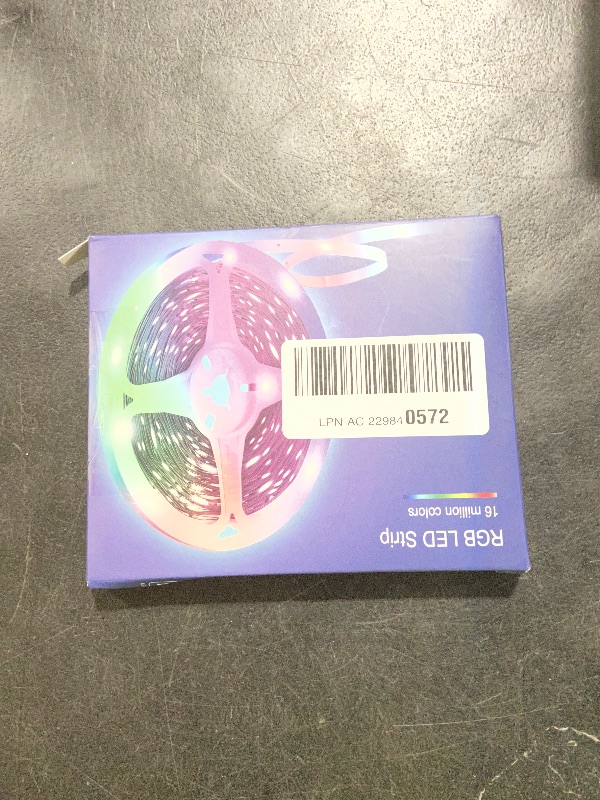 RGB LED Strip
16 million colors
LPN AC 229840572